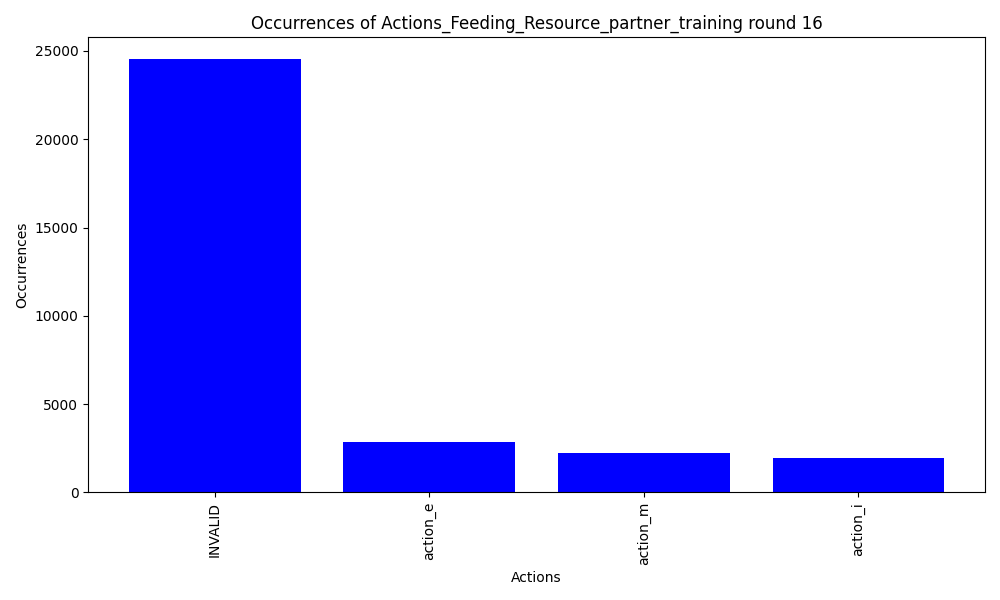 Occurrences of Actions_Feeding_Resource_partner_training round 16
Occurrences
25000
20000
15000
10000
5000
0
INVALID
action_e
action_m
action_i
Actions